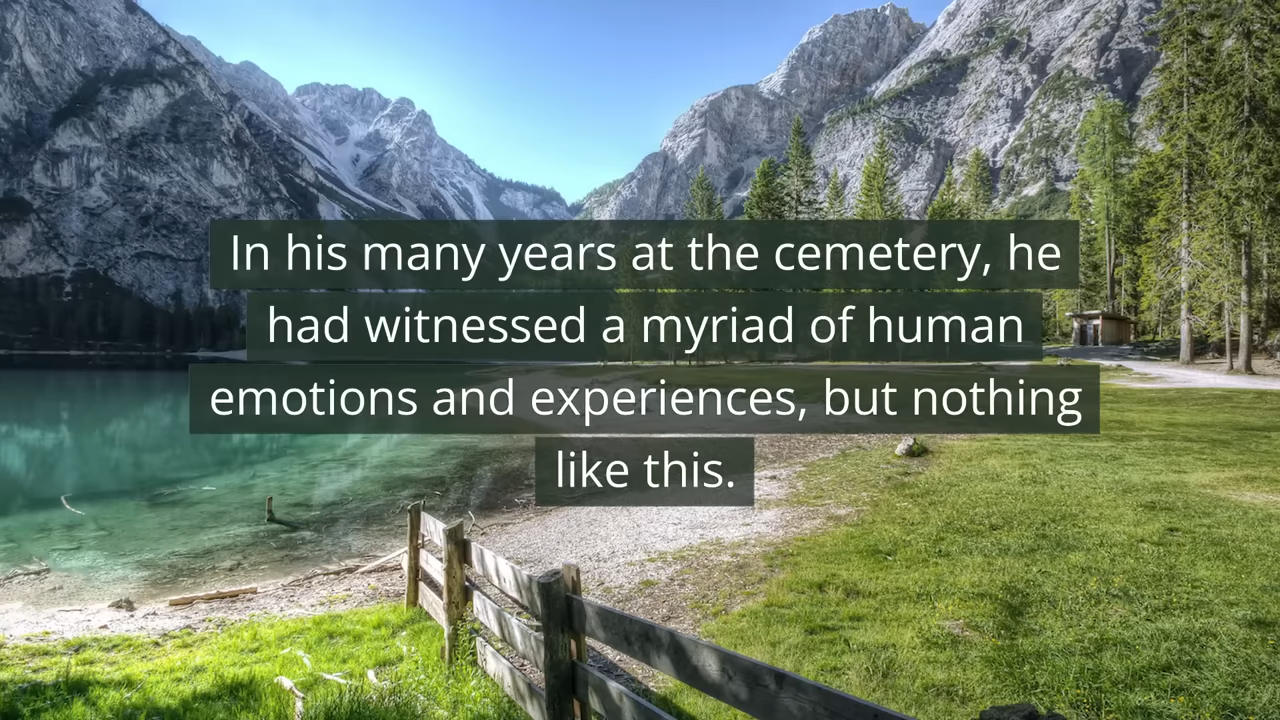 In his many years at the cemetery, he
had witnessed a myriad of human
emotions and experiences, but nothing
like this.